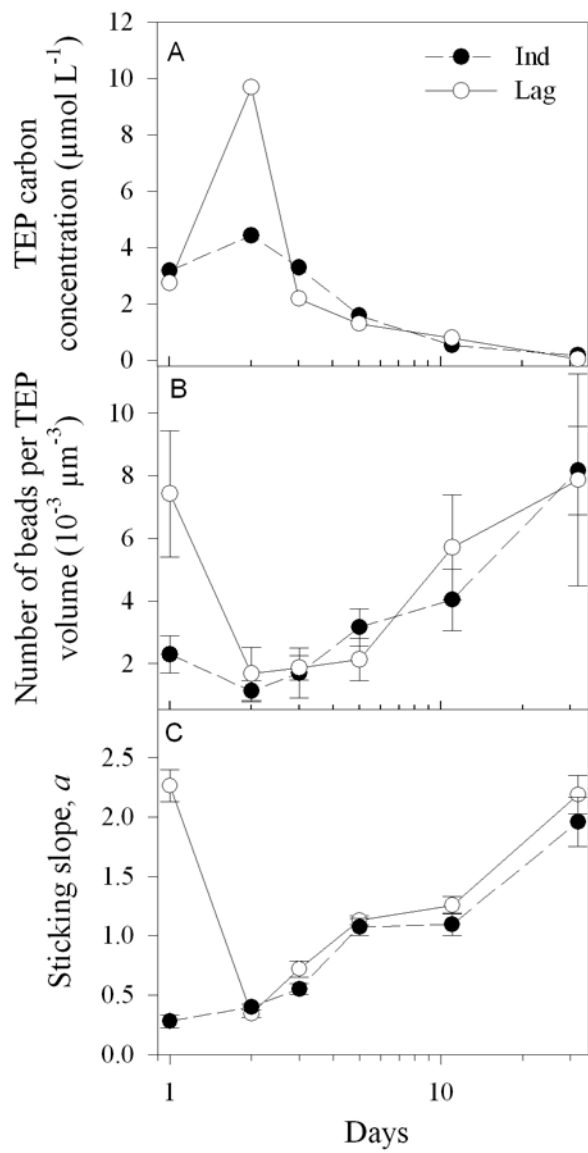 A
Ind
Lag
TEP carbon
concentration (μmol L⁻¹)
12
10
8
6
4
2
0
B
Number of beads per TEP
volume (10⁻³ μm⁻³)
10
8
6
4
2
C
Sticking slope, a
2.5
2.0
1.5
1.0
0.5
0.0
1 10
Days